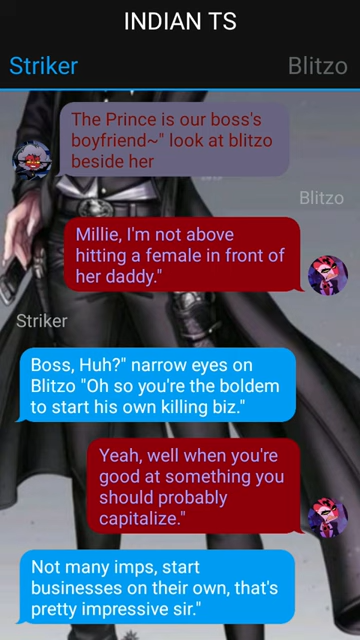 INDIAN TS
Striker
Blitzo
The Prince is our boss's
boyfriend~" look at blitzo
beside her
Blitzo
Millie, I'm not above
hitting a female in front of
her daddy."
Striker
Boss, Huh?" narrow eyes on
Blitzo "Oh so you're the boldem
to start his own killing biz."
Yeah, well when you're
good at something you
should probably
capitalize."
Not many imps, start
businesses on their own, that's
pretty impressive sir."